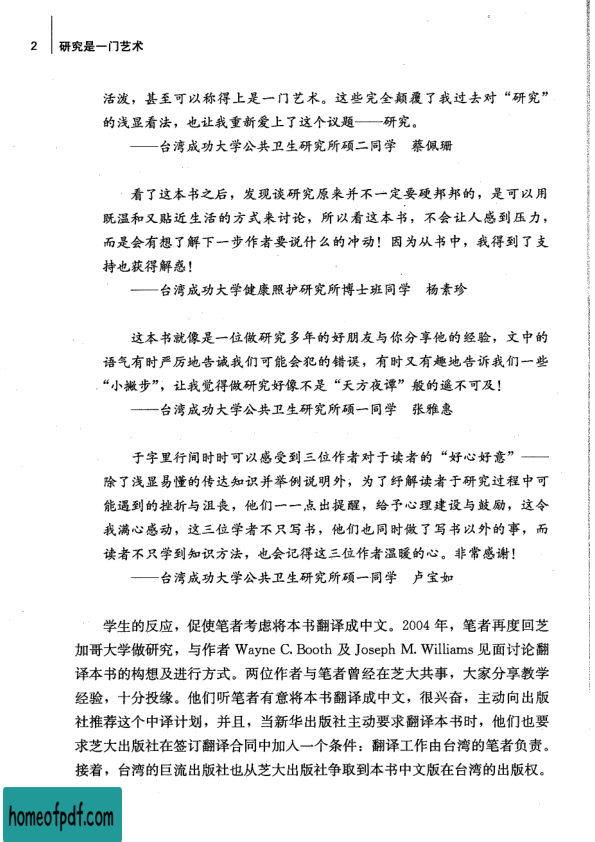 2 研究是一门艺术
活泼，甚至可以称得上是一门艺术。这些完全颠覆了我过去对“研究”
的浅显看法，也让我重新爱上了这个议题——研究。
——台湾成功大学公共卫生研究所硕二同学 蔡佩珊
看了这本书之后，发现谈研究原来并不一定要硬邦邦的，是可以用
既温和又贴近生活的方式来讨论，所以看这本书，不会让人感到压力，
而是会有想了解下一步作者要说什么的冲动！因为从书中，我得到了支
持也获得解惑！
——台湾成功大学健康照护研究所博士班同学 杨素珍
这本书就像是一位做研究多年的好朋友与你分享他的经验，文中的
语气有时严厉地告诫我们可能会犯的错误，有时又有趣地告诉我们一些
“小撇步”，让我觉得做研究好像不是“天方夜谭”般的遥不可及！
——台湾成功大学公共卫生研究所硕一同学 张雅惠
于字里行间时时可以感受到三位作者对于读者的“好心好意”——
除了浅显易懂的传达知识并举例说明外，为了纾解读者于研究过程中可
能遇到的挫折与沮丧，他们一一点出提醒，给予心理建设与鼓励，这令
我满心感动，这三位学者不只写书，他们也同时做了写书以外的事，而
读者不只学到知识方法，也会记得这三位作者温暖的心。非常感谢！
——台湾成功大学公共卫生研究所硕一同学 卢宝如
学生的反应，促使笔者考虑将本书翻译成中文。2004 年，笔者再度回芝
加哥大学做研究，与作者 Wayne C. Booth 及 Joseph M. Williams 见面讨论翻
译本书的构想及进行方式。两位作者与笔者曾经在芝大共事，大家分享教学
经验，十分投缘。他们听笔者有意将本书翻译成中文，很兴奋，主动向出版
社推荐这个中译计划，并且，当新华出版社主动要求翻译本书时，他们也要
求芝大出版社在签订翻译合同中加入一个条件：翻译工作由台湾的笔者负责。
接着，台湾的巨流出版社也从芝大出版社争取到本书中文版在台湾的出版权。
homeofpdf.com